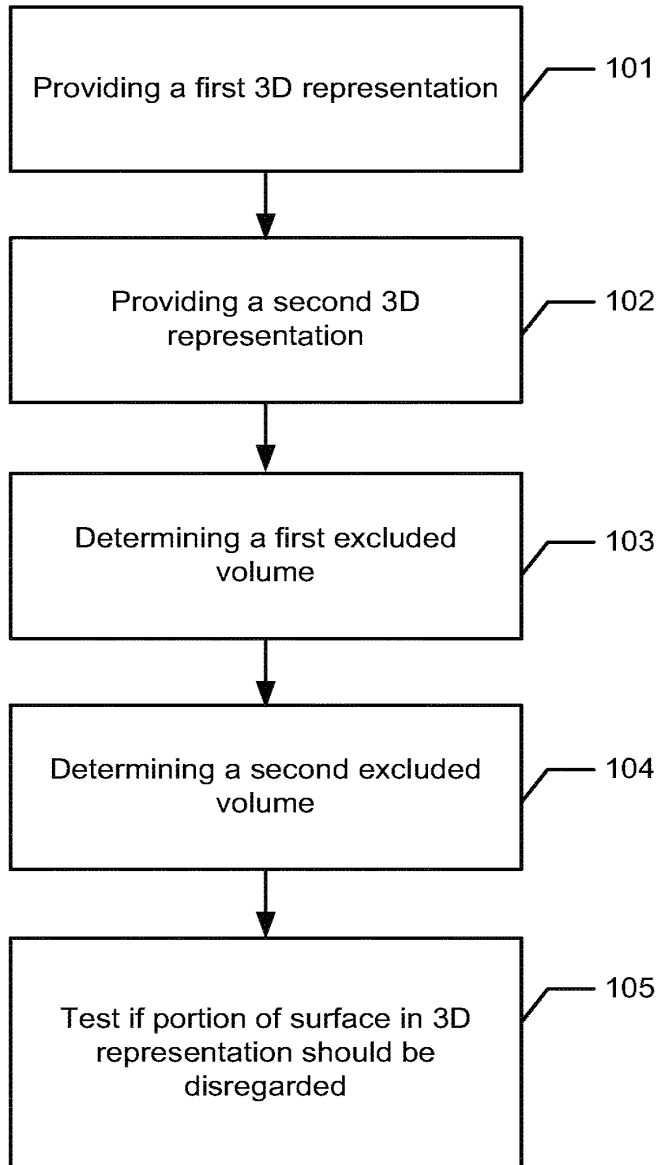 Providing a first 3D representation
101
Providing a second 3D
representation
102
Determining a first excluded
volume
103
Determining a second excluded
volume
104
Test if portion of surface in 3D
representation should be
disregarded
105